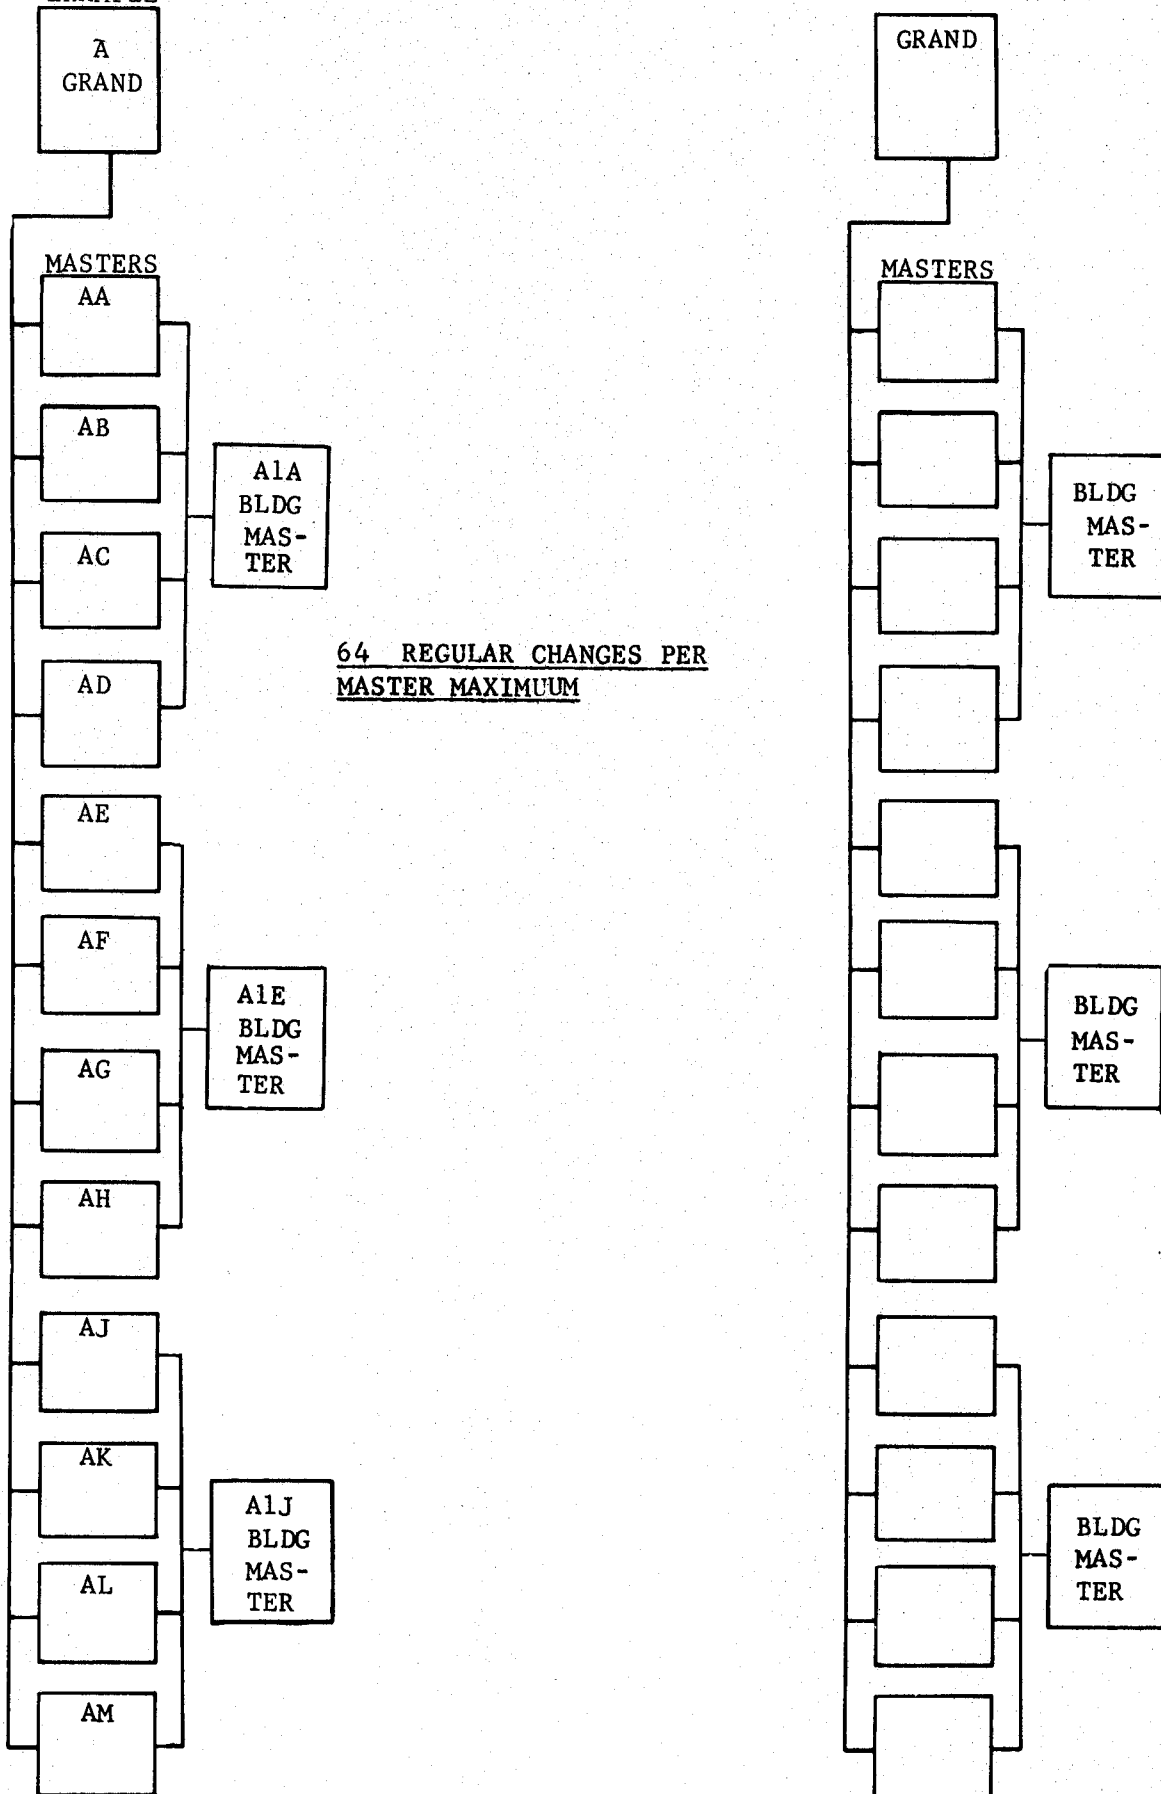 A
GRAND
MASTERS
AA
AB
AC
AD
A1A
BLDG
MAS-
TER
64 REGULAR CHANGES PER
MASTER MAXIMUUM
AE
AF
AG
AH
A1E
BLDG
MAS-
TER
AJ
AK
AL
AM
A1J
BLDG
MAS-
TER
GRAND
MASTERS
BLDG
MAS-
TER
BLDG
MAS-
TER
BLDG
MAS-
TER